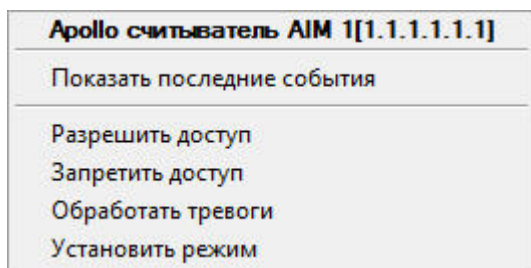 Apollo считыватель AIM 1[1.1.1.1.1.1]
Показать последние события
Разрешить доступ
Запретить доступ
Обработать тревоги
Установить режим